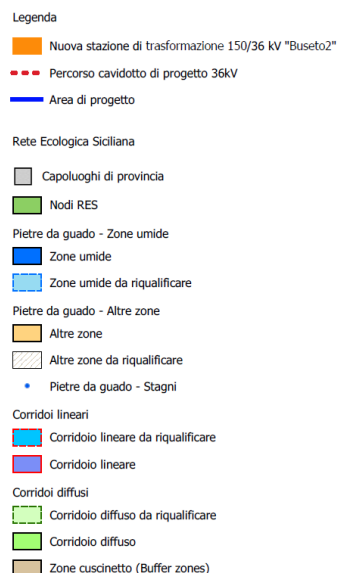 Legenda
Nuova stazione di trasformazione 150/36 kV "Buseto2"
Percorso cavidotto di progetto 36kV
Area di progetto
Rete Ecologica Siciliana
Capoluoghi di provincia
Nodi RES
Pietre da guado - Zone umide
Zone umide
Zone umide da riqualificare
Pietre da guado - Altre zone
Altre zone
Altre zone da riqualificare
Pietre da guado - Stagni
Corridoi lineari
Corridoio lineare da riqualificare
Corridoio lineare
Corridoi diffusi
Corridoio diffuso da riqualificare
Corridoio diffuso
Zone cuscinetto (Buffer zones)